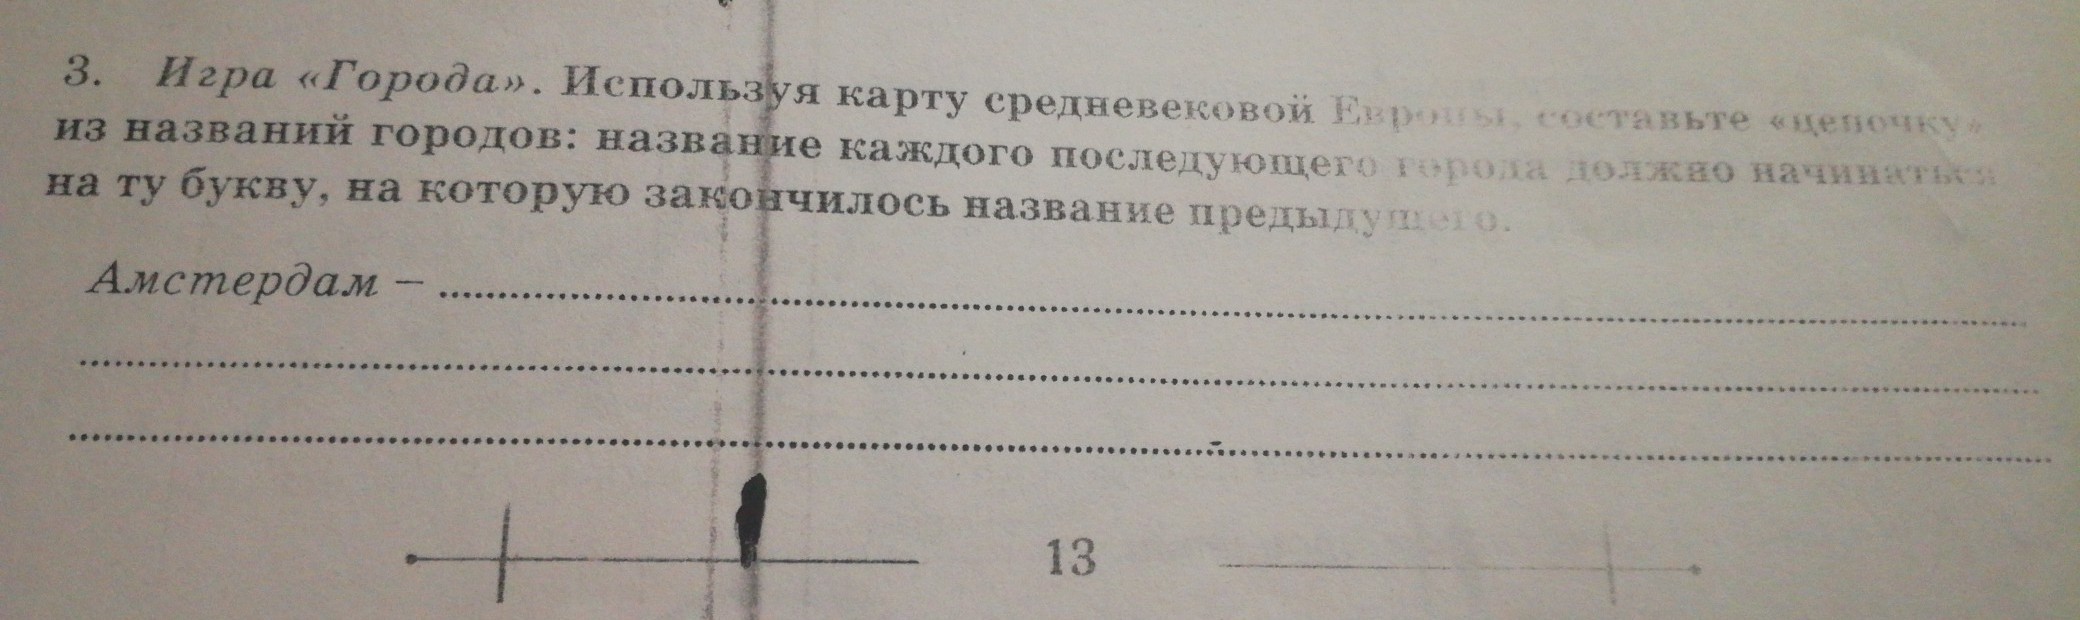 3. Игра «Города». Используя карту средневековой Европы, составьте «цепочку»
из названий городов: название каждого последующего города должно начинаться
на ту букву, на которую закончилось название предыдущего.
Амстердам – ........................................................................
........................................................................
........................................................................
13